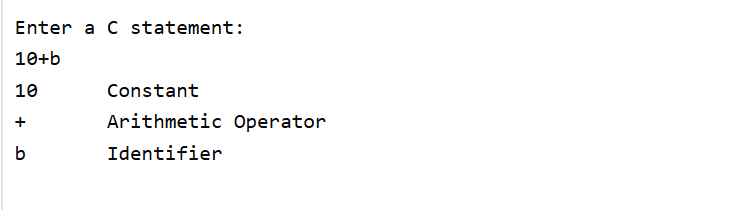 Enter a C statement:
10+b
10 Constant
+ Arithmetic Operator
b Identifier